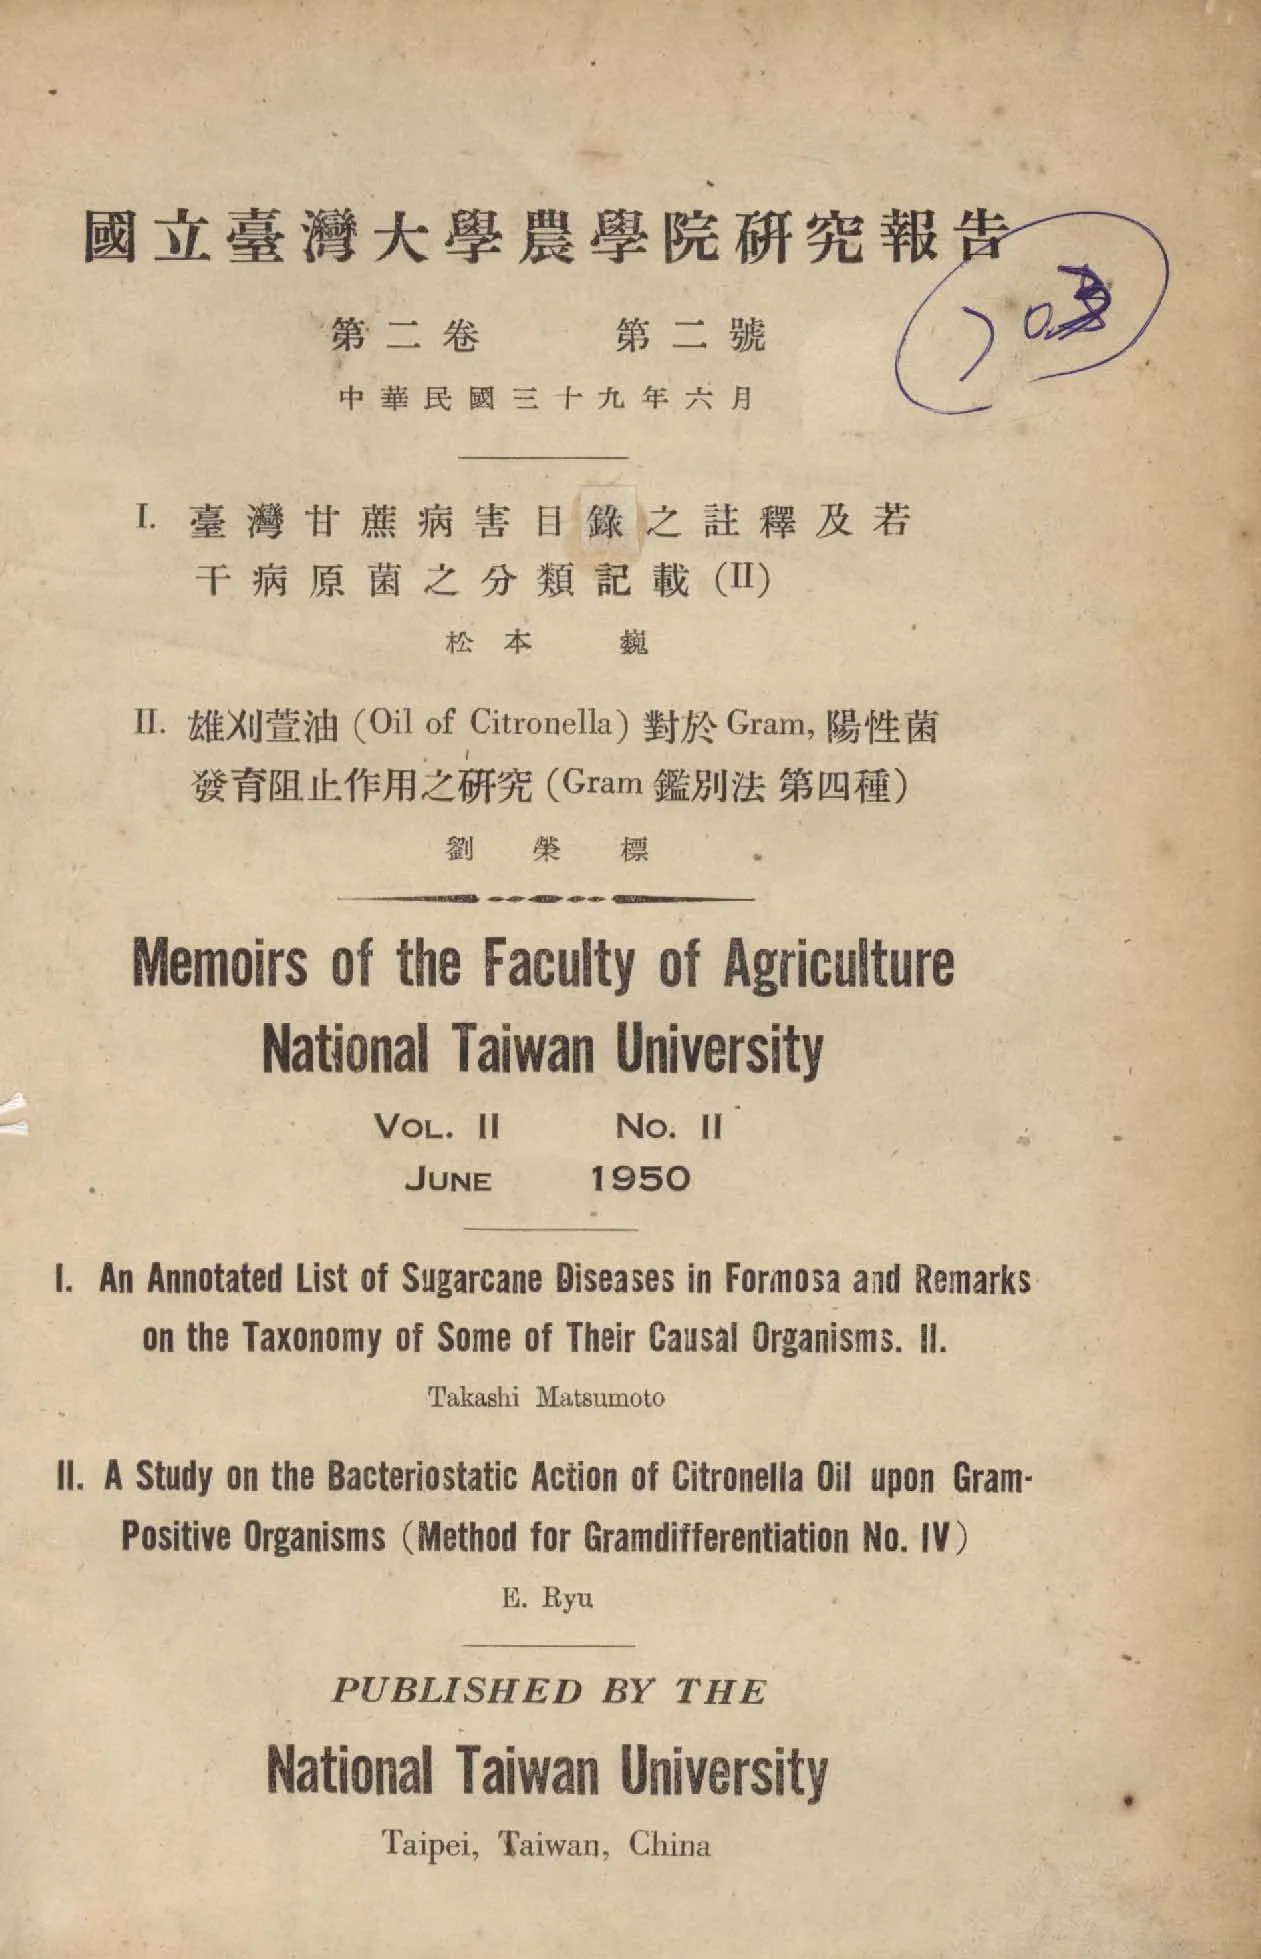 國立臺灣大學農學院硏究報告
第二卷 第二號
中華民國三十九年六月
I. 臺灣甘蔗病害目錄之註釋及若
干病原菌之分類記載 (II)
松本 巍
II. 雄刈萱油 (Oil of Citronella) 對於 Gram, 陽性菌
發育阻止作用之硏究 (Gram 鑑別法 第四種)
劉榮標
Memoirs of the Faculty of Agriculture
National Taiwan University
VOL. II NO. II
JUNE 1950
I. An Annotated List of Sugarcane Diseases in Formosa and Remarks
on the Taxonomy of Some of Their Causal Organisms. II.
Takashi Matsumoto
II. A Study on the Bacteriostatic Action of Citronella Oil upon Gram-
Positive Organisms (Method for Gramdifferentiation No. IV)
E. Ryu
PUBLISHED BY THE
National Taiwan University
Taipei, Taiwan, China